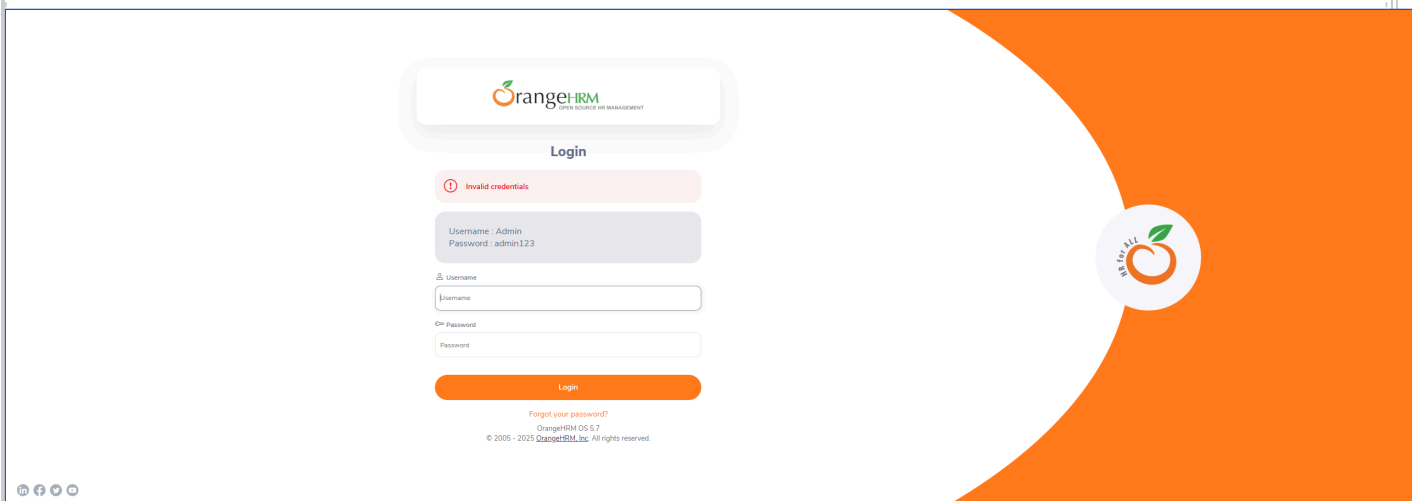 OrangeHRM
OPEN SOURCE HR MANAGEMENT
Login
Invalid credentials
Username : Admin
Password : admin123
Username
Username
Password
Password
Login
Forgot your password?
OrangeHRM OS 5.7
© 2005 - 2025 OrangeHRM, Inc. All rights reserved.
HR for ALL